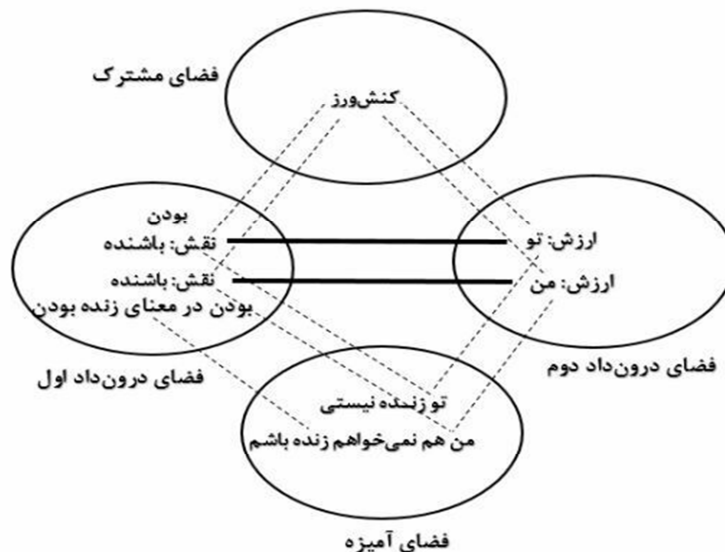 فضای مشترک
کنش‌ورز
بودن
نقش: باشنده
نقش: باشنده
بودن در معنای زنده بودن
فضای درون‌داد اول
ارزش: تو
ارزش: من
فضای درون‌داد دوم
تو زنده نیستی
من هم نمی‌خواهم زنده باشم
فضای آمیزه